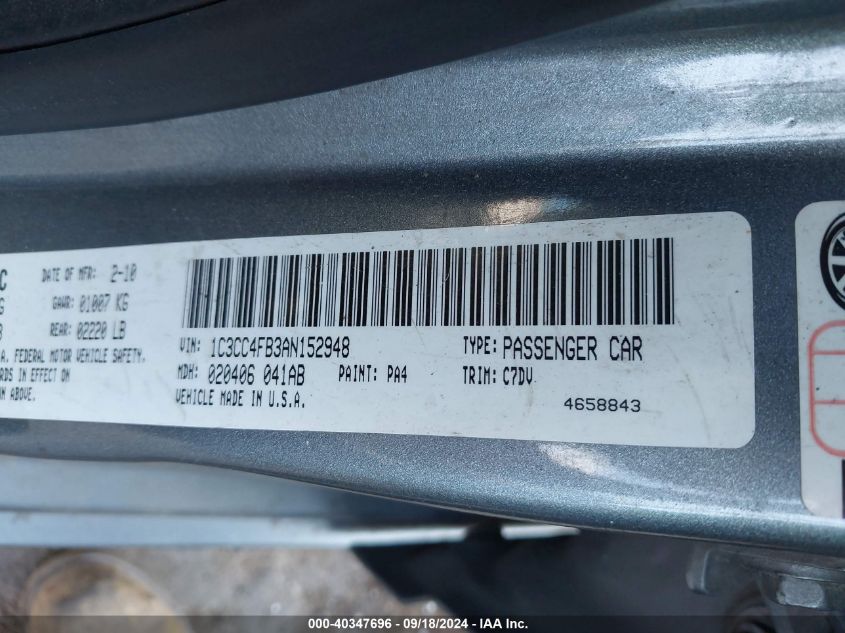 C DATE OF MFR: 2-10
GAWR: 01007 KG
REAR: 02220 LB
A. FEDERAL MOTOR VEHICLE SAFETY.
RDS IN EFFECT ON
N ABOVE.
VIN: 1C3CC4FB3AN152948 TYPE: PASSENGER CAR
MDH: 020406 041AB PAINT: PA4 TRIM: C7DV
VEHICLE MADE IN U.S.A. 4658843
000-40347696 - 09/18/2024 - IAA, Inc.